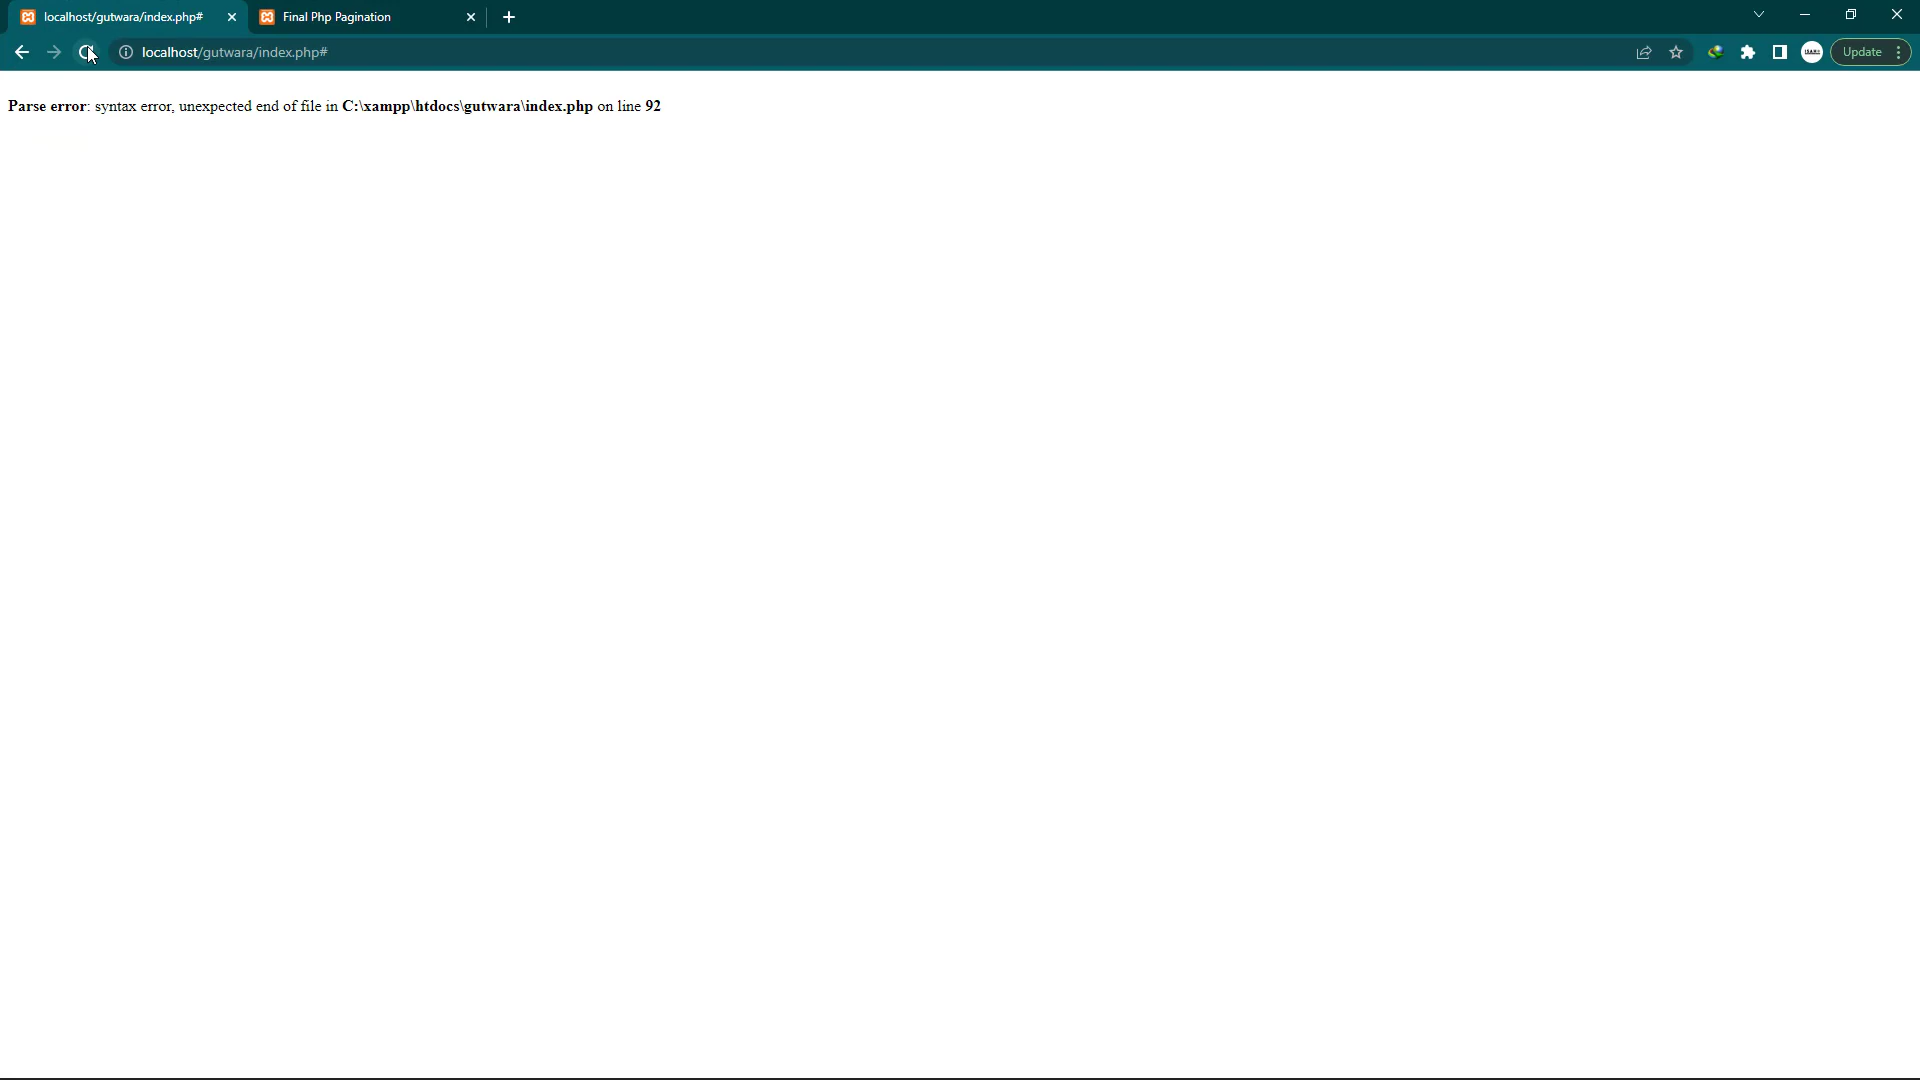 localhost/gutwara/index.php#
Final Php Pagination
localhost/gutwara/index.php#
Update
Parse error: syntax error, unexpected end of file in C:\xampp\htdocs\gutwara\index.php on line 92